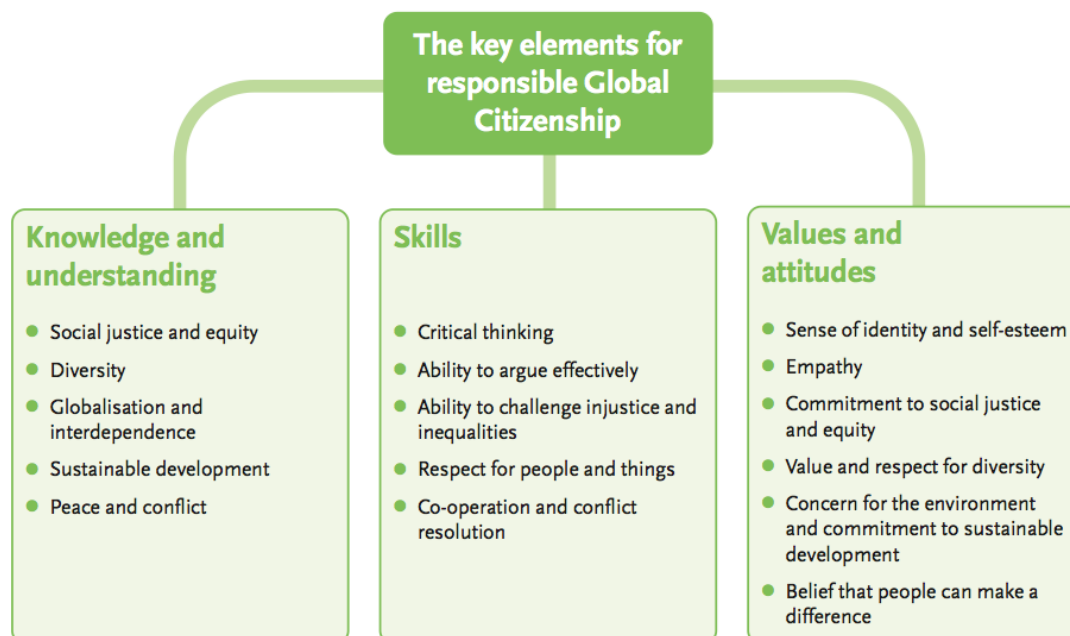 The key elements for
responsible Global
Citizenship
Knowledge and
understanding
Social justice and equity
Diversity
Globalisation and
interdependence
Sustainable development
Peace and conflict
Skills
Critical thinking
Ability to argue effectively
Ability to challenge injustice and
inequalities
Respect for people and things
Co-operation and conflict
resolution
Values and
attitudes
Sense of identity and self-esteem
Empathy
Commitment to social justice
and equity
Value and respect for diversity
Concern for the environment
and commitment to sustainable
development
Belief that people can make a
difference